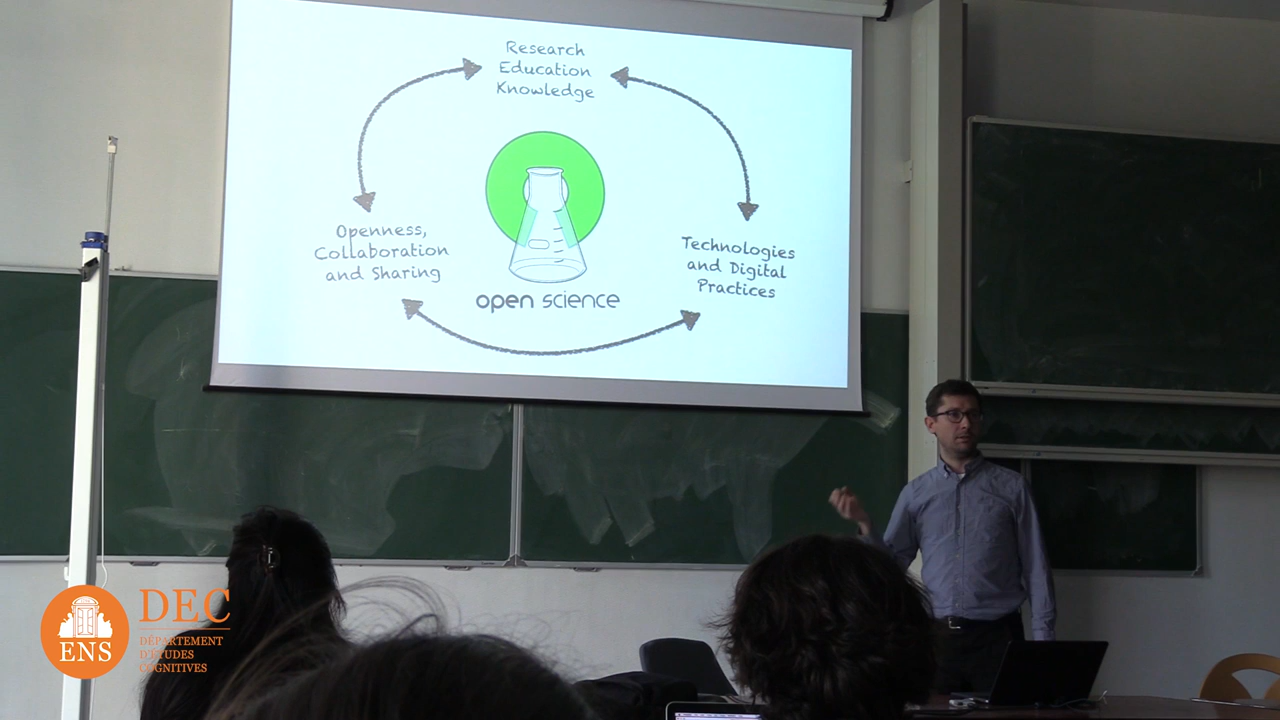 Research
Education
Knowledge
Openness,
Collaboration
and Sharing
Technologies
and Digital
Practices
open science
ENS
DEC
DÉPARTEMENT
D'ÉTUDES
COGNITIVES